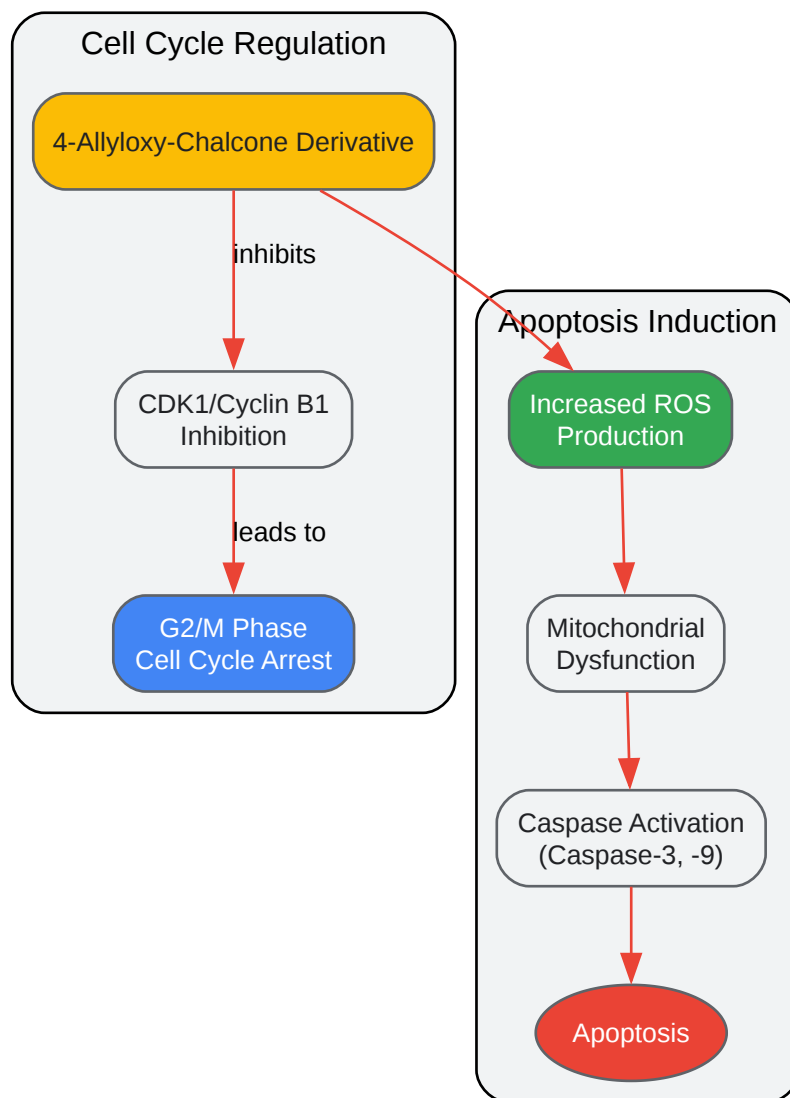 Cell Cycle Regulation
4-Allyloxy-Chalcone Derivative
inhibits
CDK1/Cyclin B1
Inhibition
leads to
G2/M Phase
Cell Cycle Arrest
Apoptosis Induction
Increased ROS
Production
Mitochondrial
Dysfunction
Caspase Activation
(Caspase-3, -9)
Apoptosis